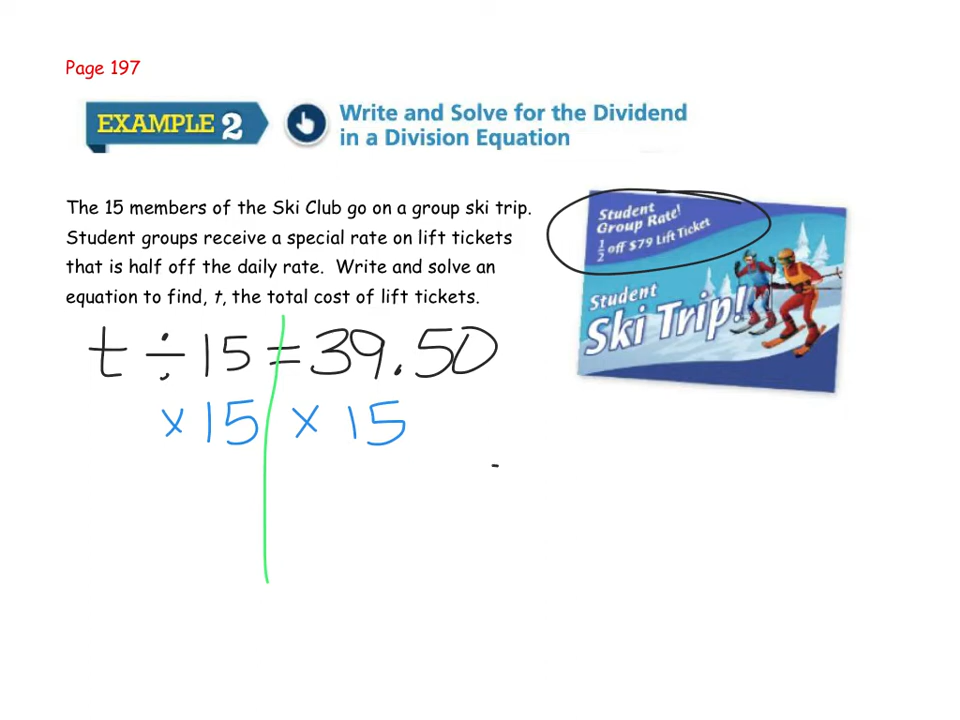 Page 197
EXAMPLE 2
Write and Solve for the Dividend
in a Division Equation
The 15 members of the Ski Club go on a group ski trip.
Student groups receive a special rate on lift tickets
that is half off the daily rate. Write and solve an
equation to find, t, the total cost of lift tickets.
Student
Group Rate!
1/2 off $79 Lift Ticket
Student
Ski Trip!
t ÷ 15 = 39.50
× 15 × 15